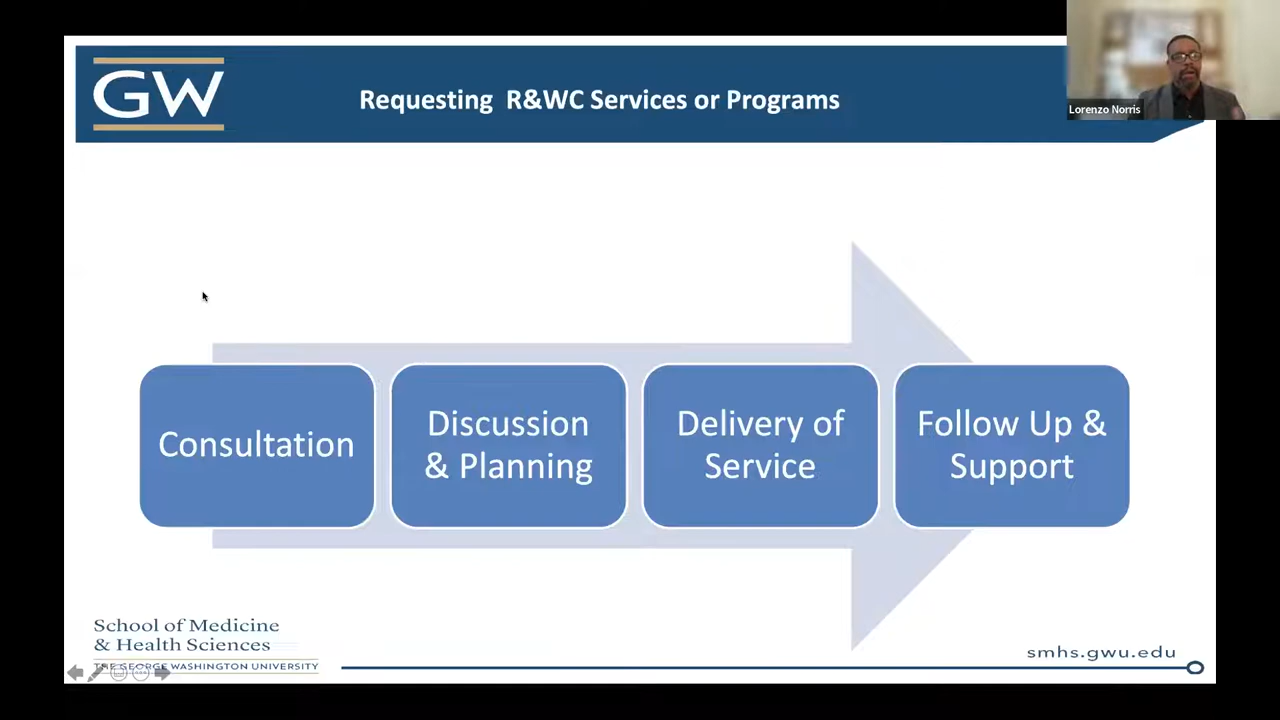 GW
Requesting R&WC Services or Programs
Lorenzo Norris
Consultation
Discussion
& Planning
Delivery of
Service
Follow Up &
Support
School of Medicine
& Health Sciences
THE GEORGE WASHINGTON UNIVERSITY
smhs.gwu.edu